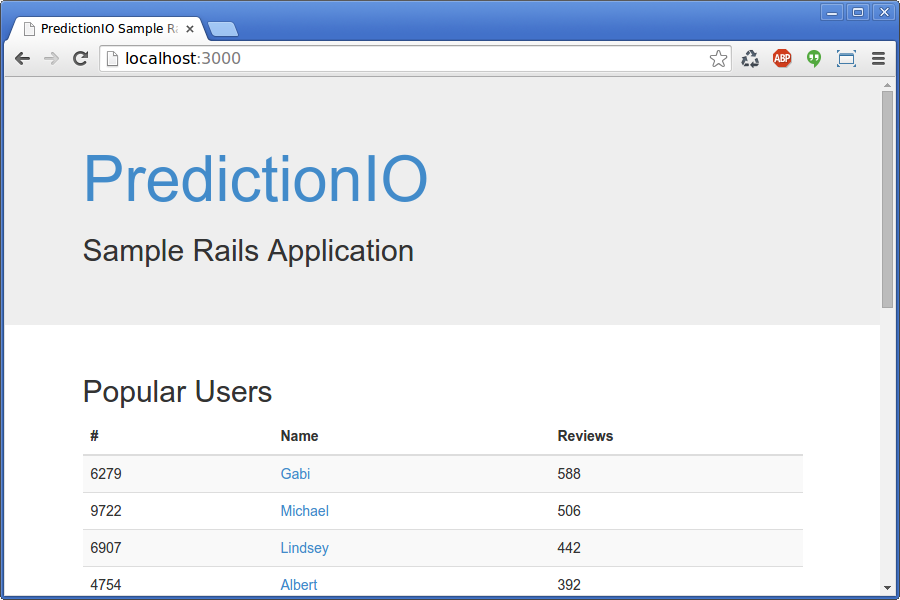 PredictionIO Sample Ra
localhost:3000
ABP
PredictionIO
Sample Rails Application
Popular Users
# Name Reviews
6279 Gabi 588
9722 Michael 506
6907 Lindsey 442
4754 Albert 392